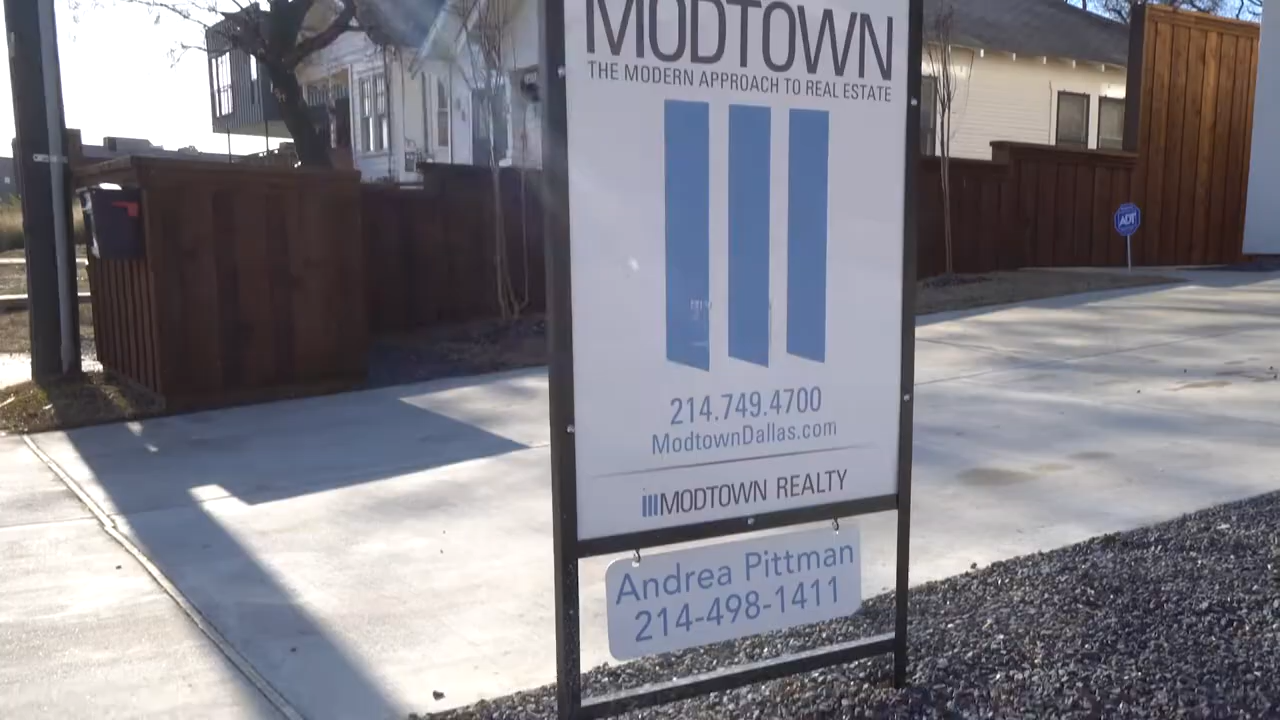 MODTOWN
THE MODERN APPROACH TO REAL ESTATE
214.749.4700
ModtownDallas.com
MODTOWN REALTY
Andrea Pittman
214-498-1411
ADT